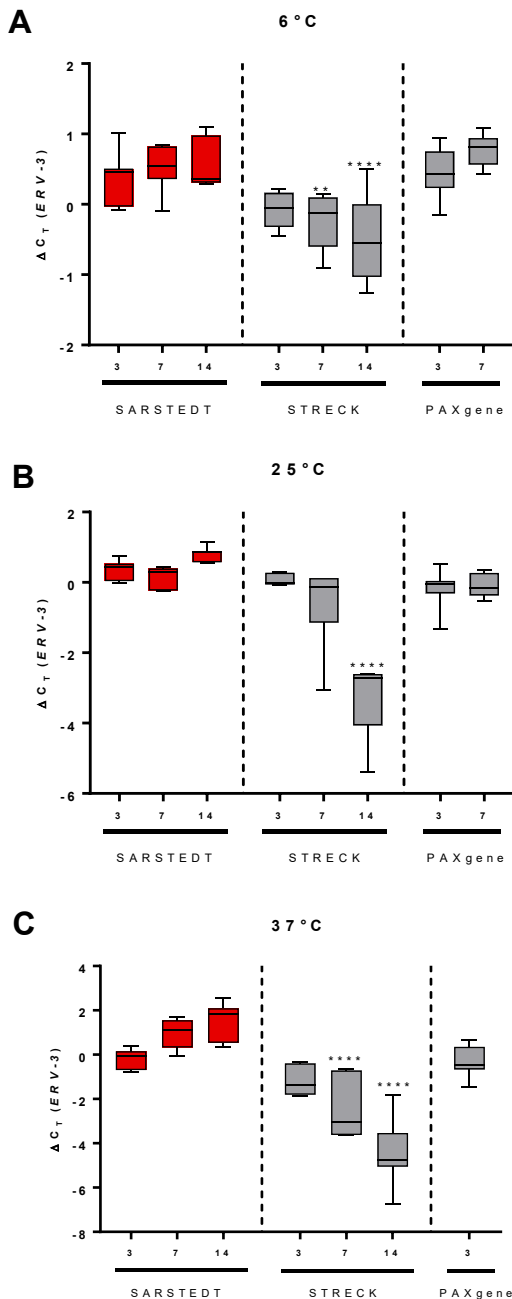 A
6°C
2
1
0
-1
-2
ΔC_T (ERV-3)
** ****
3 7 14 3 7 14 3 7
SARSTEDT STRECK PAXgene
B
25°C
2
0
-2
-4
-6
ΔC_T (ERV-3)
****
3 7 14 3 7 14 3 7
SARSTEDT STRECK PAXgene
C
37°C
4
2
0
-2
-4
-6
-8
ΔC_T (ERV-3)
**** ****
3 7 14 3 7 14 3
SARSTEDT STRECK PAXgene